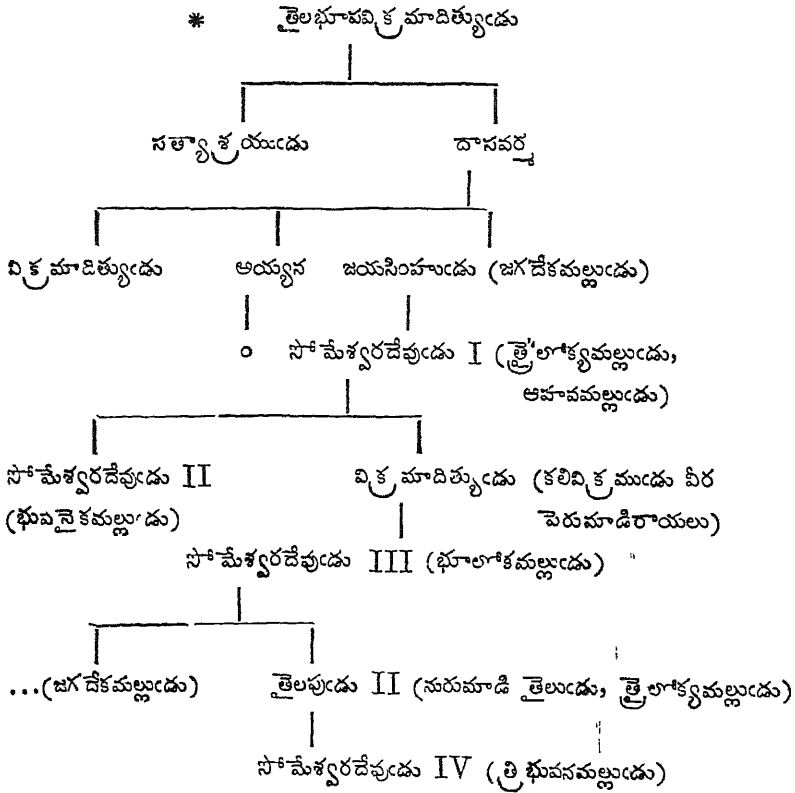 * తైలభూపవిక్రమాదిత్యుఁడు
సత్యాశ్రయుఁడు దాసవర్మ
విక్రమాదిత్యుఁడు అయ్యన జయసింహుఁడు (జగదేకమల్లుఁడు)
० సోమేశ్వరదేవుఁడు I (త్రైలోక్యమల్లుఁడు,
ఆహవమల్లుఁడు)
సోమేశ్వరదేవుఁడు II విక్రమాదిత్యుఁడు (కలివిక్రముఁడు వీర
(భువనైకమల్లుఁడు) పెరుమాడిరాయలు)
సోమేశ్వరదేవుఁడు III (భూలోకమల్లుఁడు)
...(జగదేకమల్లుఁడు) తైలపుఁడు II (నురుమాడి తైలుఁడు, త్రైలోక్యమల్లుఁడు)
సోమేశ్వరదేవుఁడు IV (త్రిభువనమల్లుఁడు)